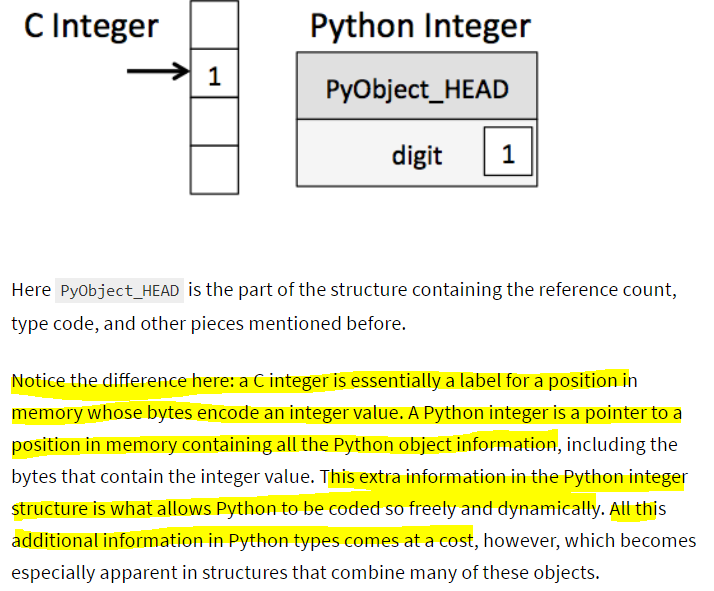 C Integer
Python Integer
1
PyObject_HEAD
digit 1
Here PyObject_HEAD is the part of the structure containing the reference count,
type code, and other pieces mentioned before.
Notice the difference here: a C integer is essentially a label for a position in
memory whose bytes encode an integer value. A Python integer is a pointer to a
position in memory containing all the Python object information, including the
bytes that contain the integer value. This extra information in the Python integer
structure is what allows Python to be coded so freely and dynamically. All this
additional information in Python types comes at a cost, however, which becomes
especially apparent in structures that combine many of these objects.